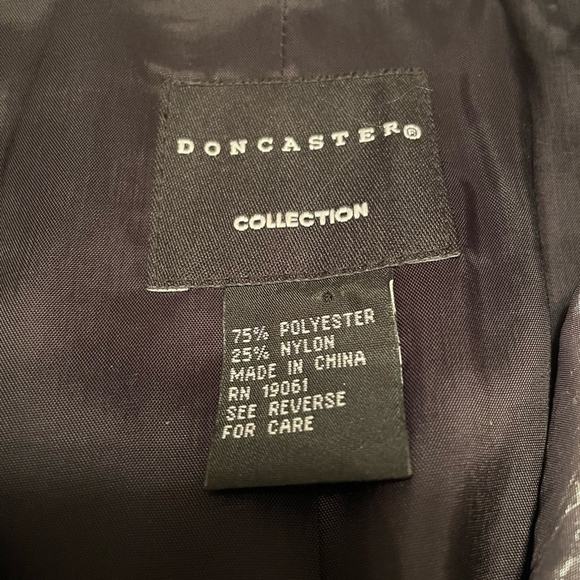 DONCASTER®
COLLECTION
75% POLYESTER
25% NYLON
MADE IN CHINA
RN 19061
SEE REVERSE
FOR CARE